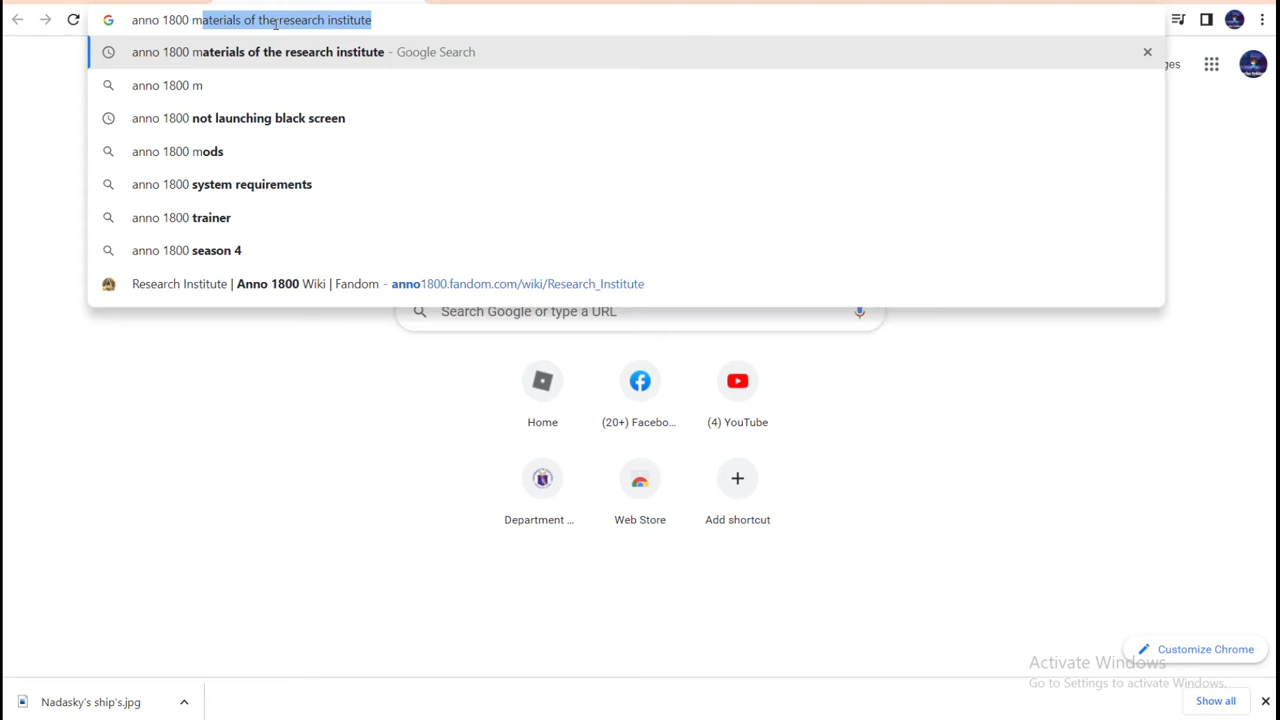 anno 1800 materials of the research institute
anno 1800 materials of the research institute - Google Search
anno 1800 m
anno 1800 not launching black screen
anno 1800 mods
anno 1800 system requirements
anno 1800 trainer
anno 1800 season 4
Research Institute | Anno 1800 Wiki | Fandom - anno1800.fandom.com/wiki/Research_Institute
Search Google or type a URL
Home
(20+) Facebo...
(4) YouTube
Department ...
Web Store
Add shortcut
Customize Chrome
Activate Windows
Go to Settings to activate Windows.
Nadasky's ship's.jpg
Show all